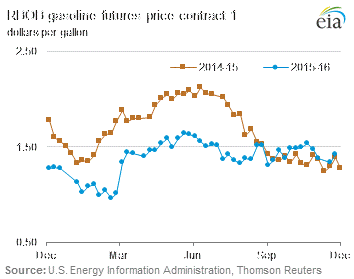 RBOB gasoline futures price contract 1
dollars per gallon
eia
2.50
2014-15
2015-16
1.50
0.50
Dec Mar Jun Sep Dec
Source: U.S. Energy Information Administration, Thomson Reuters